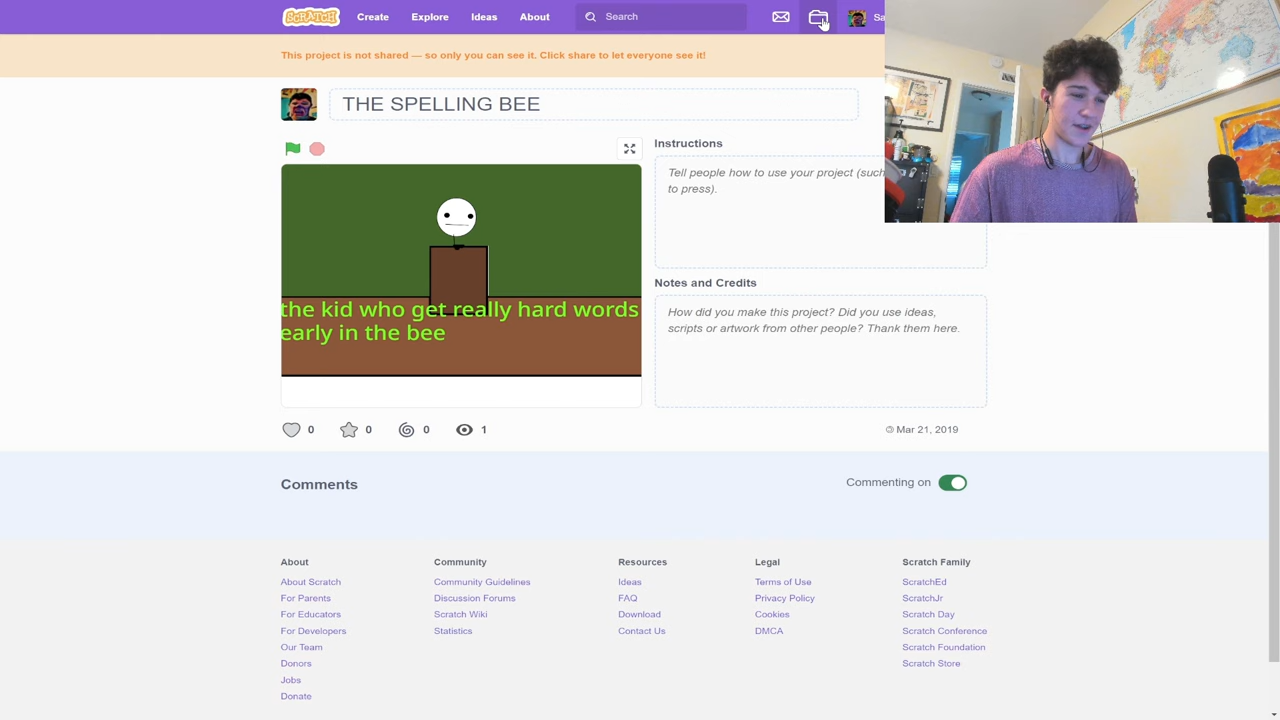 SCRATCH
Create
Explore
Ideas
About
Search
Sa
This project is not shared — so only you can see it. Click share to let everyone see it!
THE SPELLING BEE
Instructions
Tell people how to use your project (such
to press).
the kid who get really hard words
early in the bee
Notes and Credits
How did you make this project? Did you use ideas,
scripts or artwork from other people? Thank them here.
0
0
0
1
© Mar 21, 2019
Comments
Commenting on
About
About Scratch
For Parents
For Educators
For Developers
Our Team
Donors
Jobs
Donate
Community
Community Guidelines
Discussion Forums
Scratch Wiki
Statistics
Resources
Ideas
FAQ
Download
Contact Us
Legal
Terms of Use
Privacy Policy
Cookies
DMCA
Scratch Family
ScratchEd
ScratchJr
Scratch Day
Scratch Conference
Scratch Foundation
Scratch Store